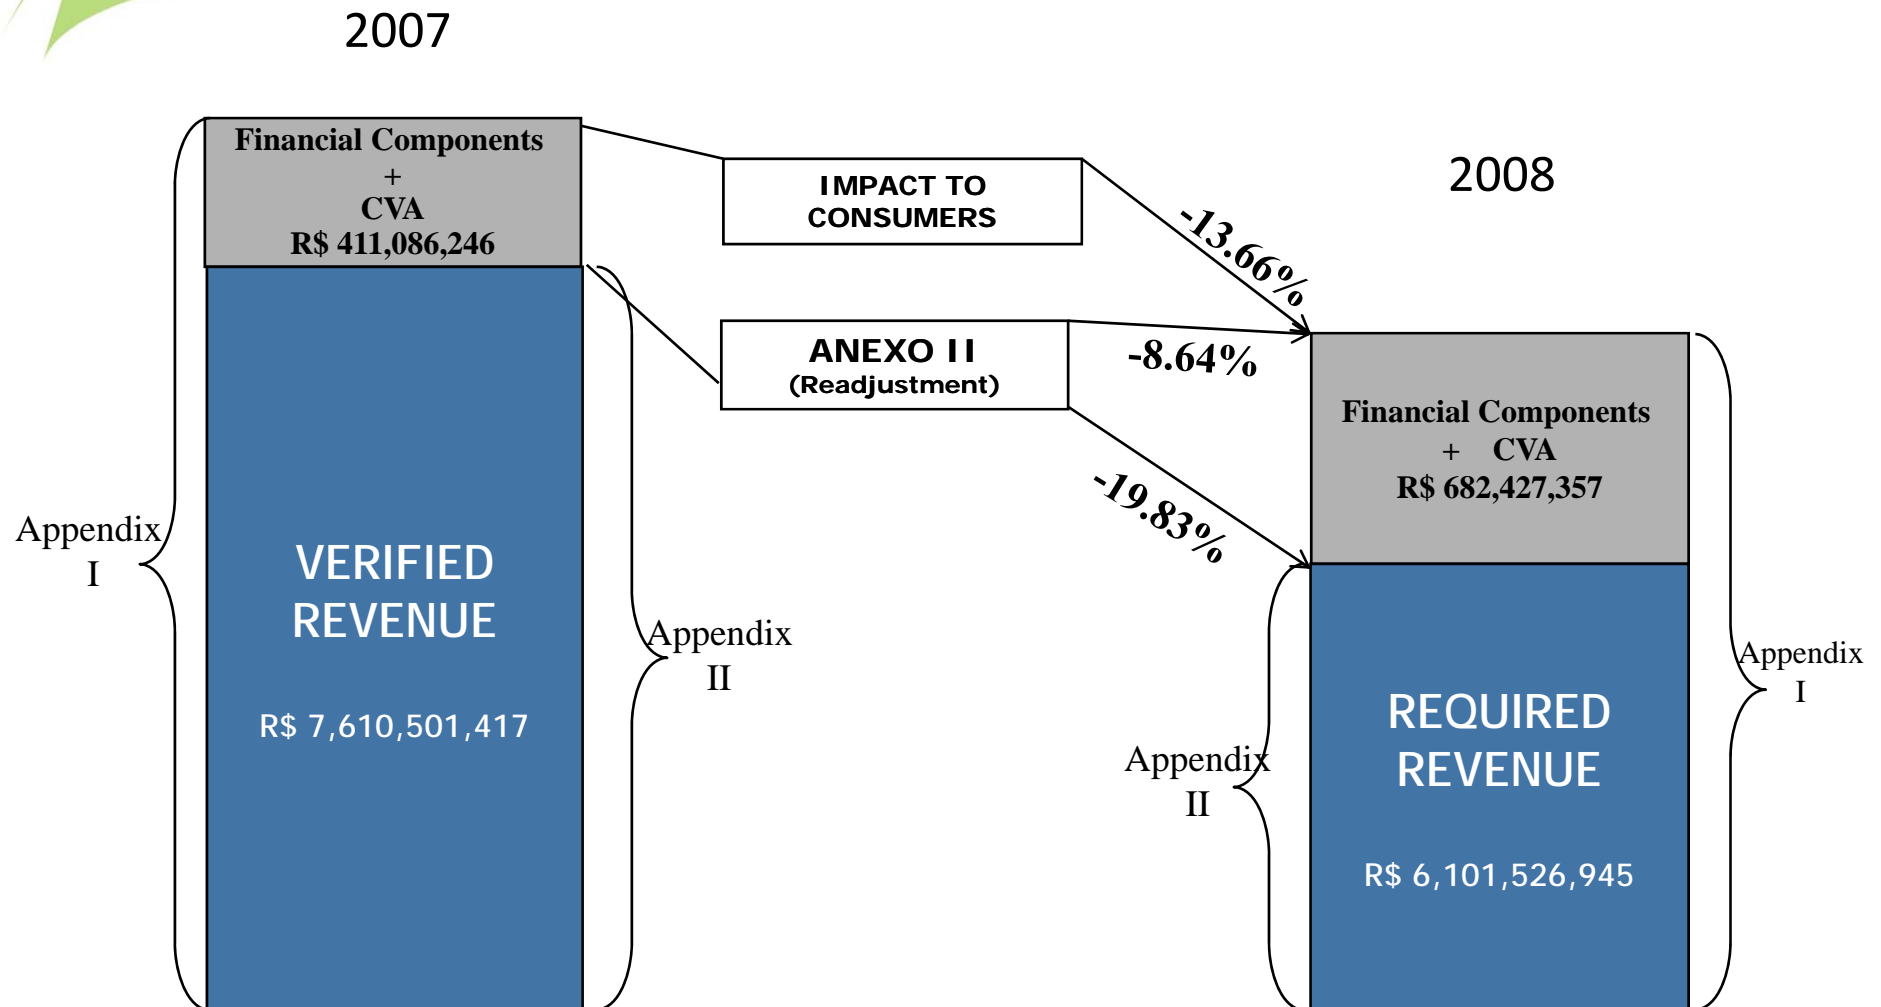 2007
Financial Components
+
CVA
R$ 411,086,246
VERIFIED
REVENUE
R$ 7,610,501,417
Appendix
I
Appendix
II
IMPACT TO
CONSUMERS
-13.66%
ANEXO II
(Readjustment)
-8.64%
-19.83%
2008
Financial Components
+ CVA
R$ 682,427,357
REQUIRED
REVENUE
R$ 6,101,526,945
Appendix
II
Appendix
I